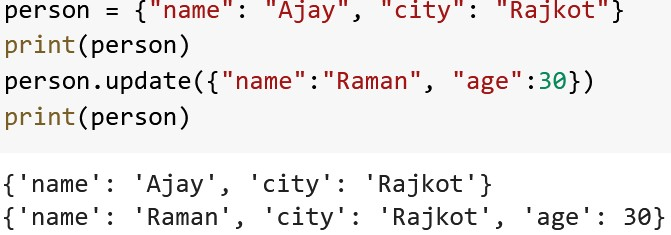 person = {"name": "Ajay", "city": "Rajkot"}
print(person)
person.update({"name":"Raman", "age":30})
print(person)
{'name': 'Ajay', 'city': 'Rajkot'}
{'name': 'Raman', 'city': 'Rajkot', 'age': 30}